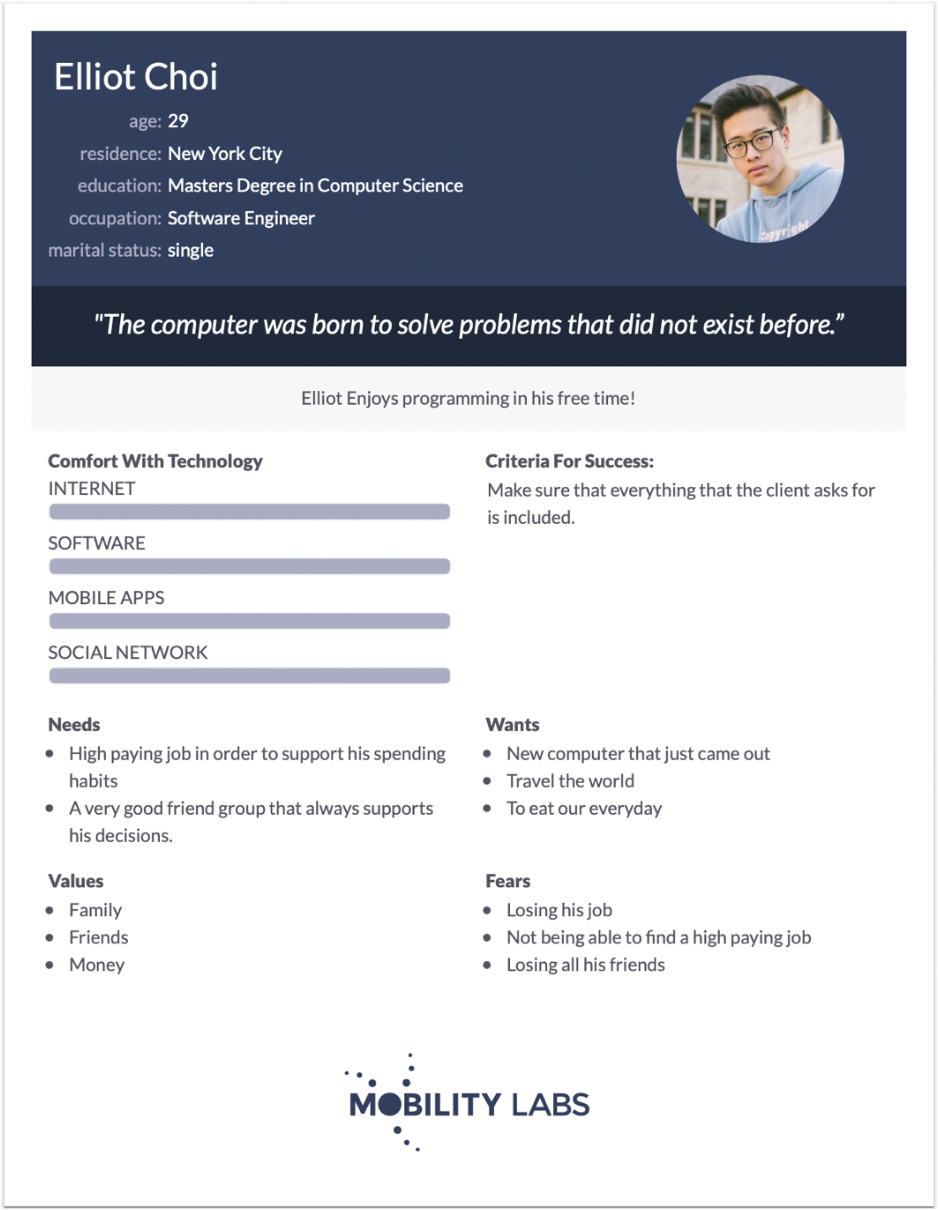 Elliot Choi
age: 29
residence: New York City
education: Masters Degree in Computer Science
occupation: Software Engineer
marital status: single
Copyright
"The computer was born to solve problems that did not exist before.”
Elliot Enjoys programming in his free time!
Comfort With Technology
INTERNET
SOFTWARE
MOBILE APPS
SOCIAL NETWORK
Criteria For Success:
Make sure that everything that the client asks for
is included.
Needs
• High paying job in order to support his spending
habits
• A very good friend group that always supports
his decisions.
Wants
• New computer that just came out
• Travel the world
• To eat our everyday
Values
• Family
• Friends
• Money
Fears
• Losing his job
• Not being able to find a high paying job
• Losing all his friends
MOBILITY LABS